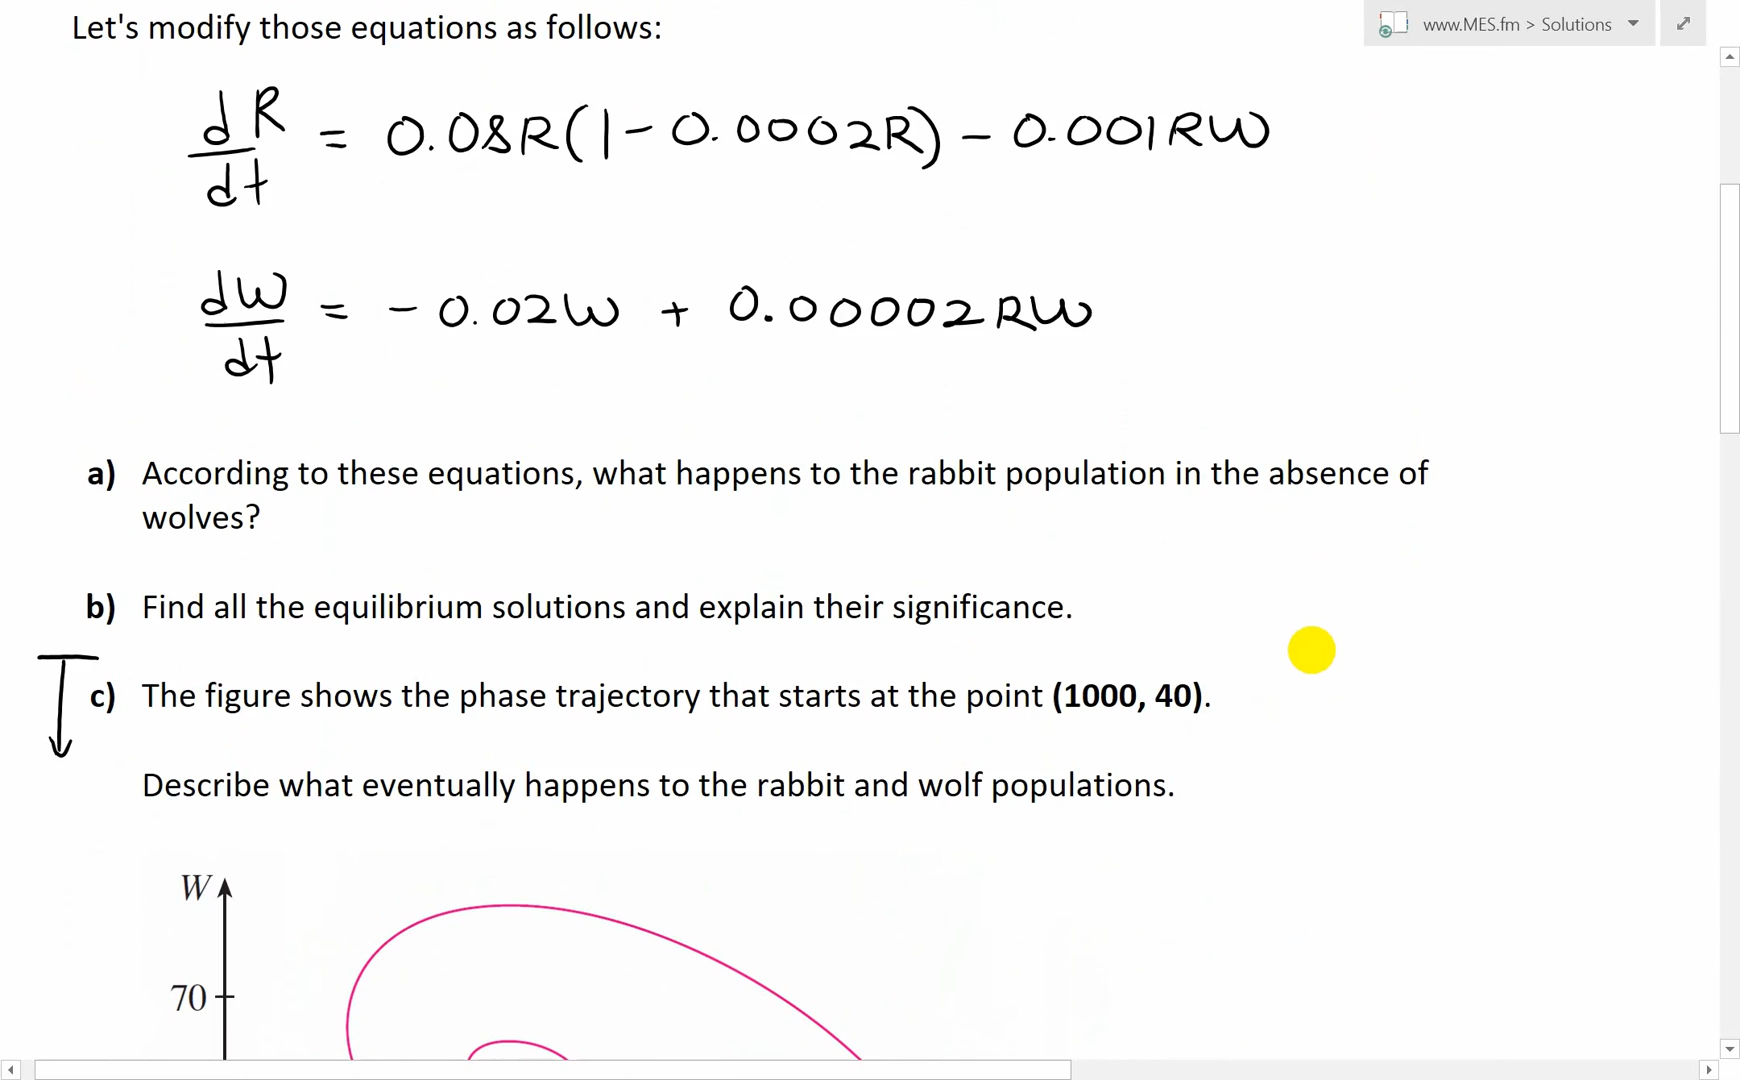 Let's modify those equations as follows:
www.MES.fm > Solutions
dR/dt = 0.08R(1 - 0.0002R) - 0.001RW
dW/dt = - 0.02W + 0.00002RW
a) According to these equations, what happens to the rabbit population in the absence of
wolves?
b) Find all the equilibrium solutions and explain their significance.
c) The figure shows the phase trajectory that starts at the point (1000, 40).
Describe what eventually happens to the rabbit and wolf populations.
W
70